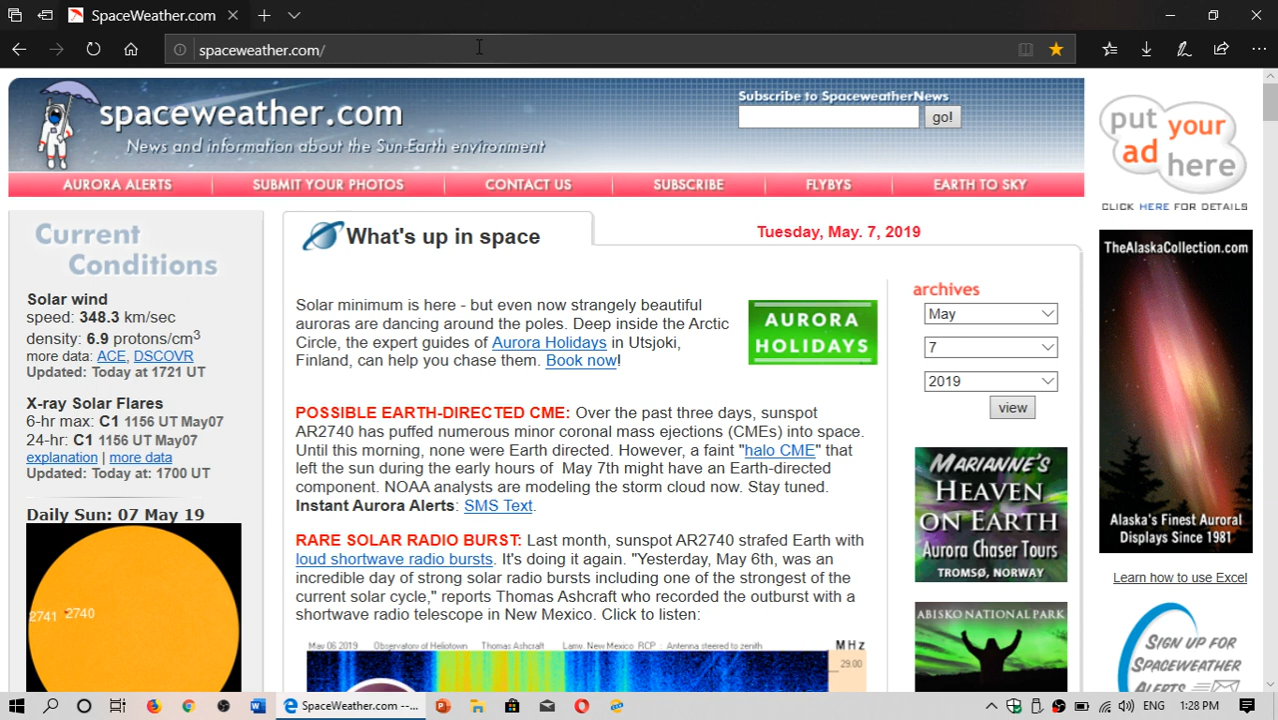 SpaceWeather.com
spaceweather.com/
spaceweather.com
News and information about the Sun-Earth environment
Subscribe to SpaceweatherNews
go!
AURORA ALERTS
SUBMIT YOUR PHOTOS
CONTACT US
SUBSCRIBE
FLYBYS
EARTH TO SKY
Current
Conditions
Solar wind
speed: 348.3 km/sec
density: 6.9 protons/cm3
more data: ACE, DSCOVR
Updated: Today at 1721 UT
X-ray Solar Flares
6-hr max: C1 1156 UT May07
24-hr: C1 1156 UT May07
explanation | more data
Updated: Today at: 1700 UT
Daily Sun: 07 May 19
2741 2740
What's up in space
Tuesday, May. 7, 2019
Solar minimum is here - but even now strangely beautiful
auroras are dancing around the poles. Deep inside the Arctic
Circle, the expert guides of Aurora Holidays in Utsjoki,
Finland, can help you chase them. Book now!
AURORA
HOLIDAYS
POSSIBLE EARTH-DIRECTED CME: Over the past three days, sunspot
AR2740 has puffed numerous minor coronal mass ejections (CMEs) into space.
Until this morning, none were Earth directed. However, a faint "halo CME" that
left the sun during the early hours of May 7th might have an Earth-directed
component. NOAA analysts are modeling the storm cloud now. Stay tuned.
Instant Aurora Alerts: SMS Text.
RARE SOLAR RADIO BURST: Last month, sunspot AR2740 strafed Earth with
loud shortwave radio bursts. It's doing it again. "Yesterday, May 6th, was an
incredible day of strong solar radio bursts including one of the strongest of the
current solar cycle," reports Thomas Ashcraft who recorded the outburst with a
shortwave radio telescope in New Mexico. Click to listen:
May 06 2019 Observatory of Heliotown Thomas Ashcraft Lamy, New Mexico RCP : Antenna steered to zenith
MHz
29.00
archives
May
7
2019
view
MARIANNE'S
HEAVEN
ON EARTH
Aurora Chaser Tours
TROMSØ, NORWAY
ABISKO NATIONAL PARK
put your
ad here
CLICK HERE FOR DETAILS
TheAlaskaCollection.com
Alaska's Finest Auroral
Displays Since 1981
Learn how to use Excel
SIGN UP FOR
SPACEWEATHER
ALERTS
SpaceWeather.com --...
ENG
1:28 PM